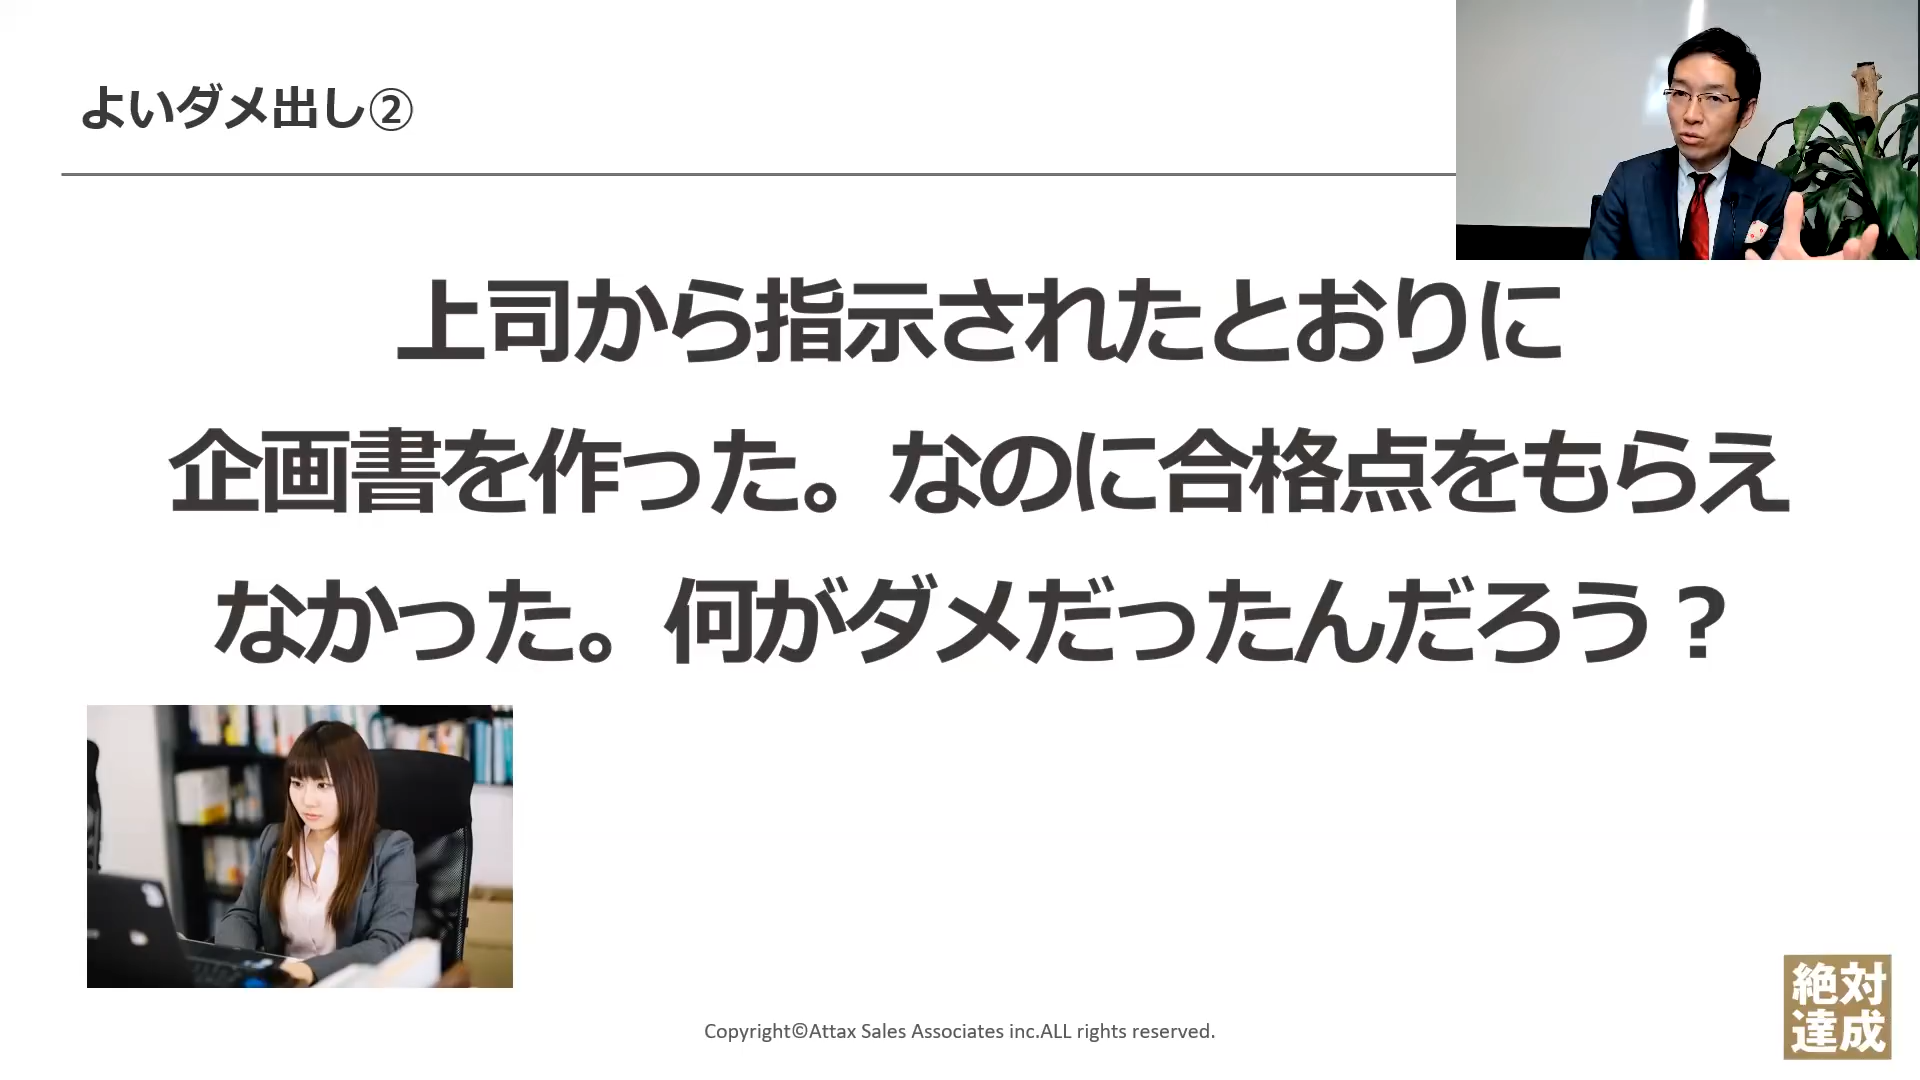 よいダメ出し②
上司から指示されたとおりに
企画書を作った。なのに合格点をもらえ
なかった。何がダメだったんだろう？
Copyright©Attax Sales Associates inc.ALL rights reserved.
絶対
達成